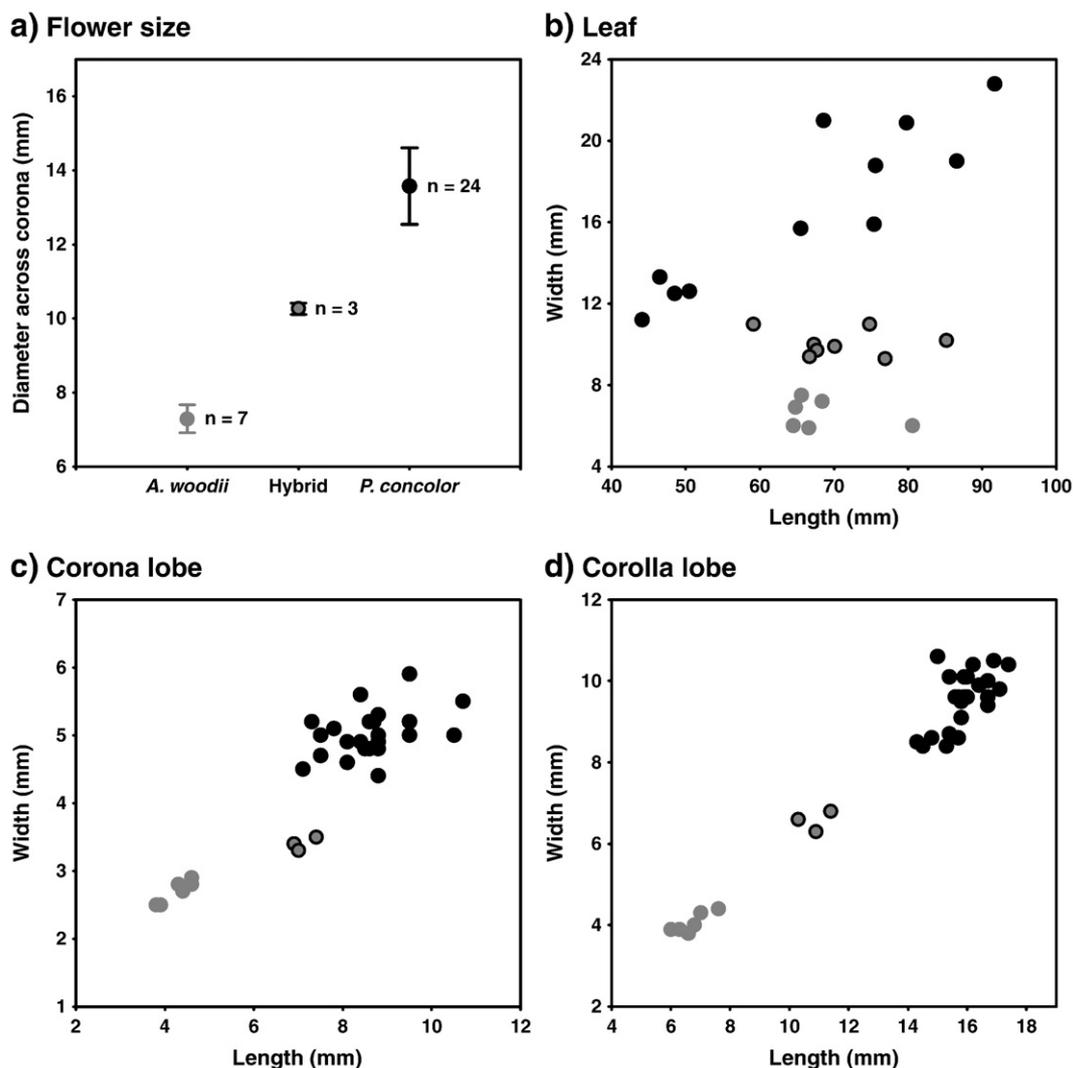 a) Flower size
Diameter across corona (mm)
16
14
12
10
8
6
n = 24
n = 3
n = 7
A. woodii Hybrid P. concolor
b) Leaf
Width (mm)
24
20
16
12
8
4
40 50 60 70 80 90 100
Length (mm)
c) Corona lobe
Width (mm)
7
6
5
4
3
2
1
2 4 6 8 10 12
Length (mm)
d) Corolla lobe
Width (mm)
12
10
8
6
4
2
4 6 8 10 12 14 16 18
Length (mm)